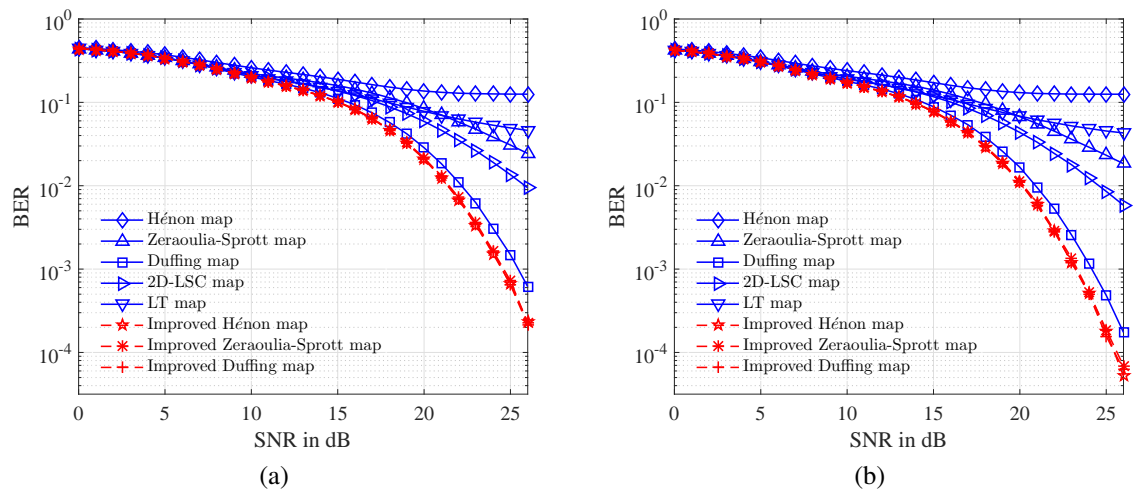 10^0
10^-1
10^-2
10^-3
10^-4
BER
Hénon map
Zeraoulia-Sprott map
Duffing map
2D-LSC map
LT map
Improved Hénon map
Improved Zeraoulia-Sprott map
Improved Duffing map
0 5 10 15 20 25
SNR in dB
(a)
10^0
10^-1
10^-2
10^-3
10^-4
BER
Hénon map
Zeraoulia-Sprott map
Duffing map
2D-LSC map
LT map
Improved Hénon map
Improved Zeraoulia-Sprott map
Improved Duffing map
0 5 10 15 20 25
SNR in dB
(b)